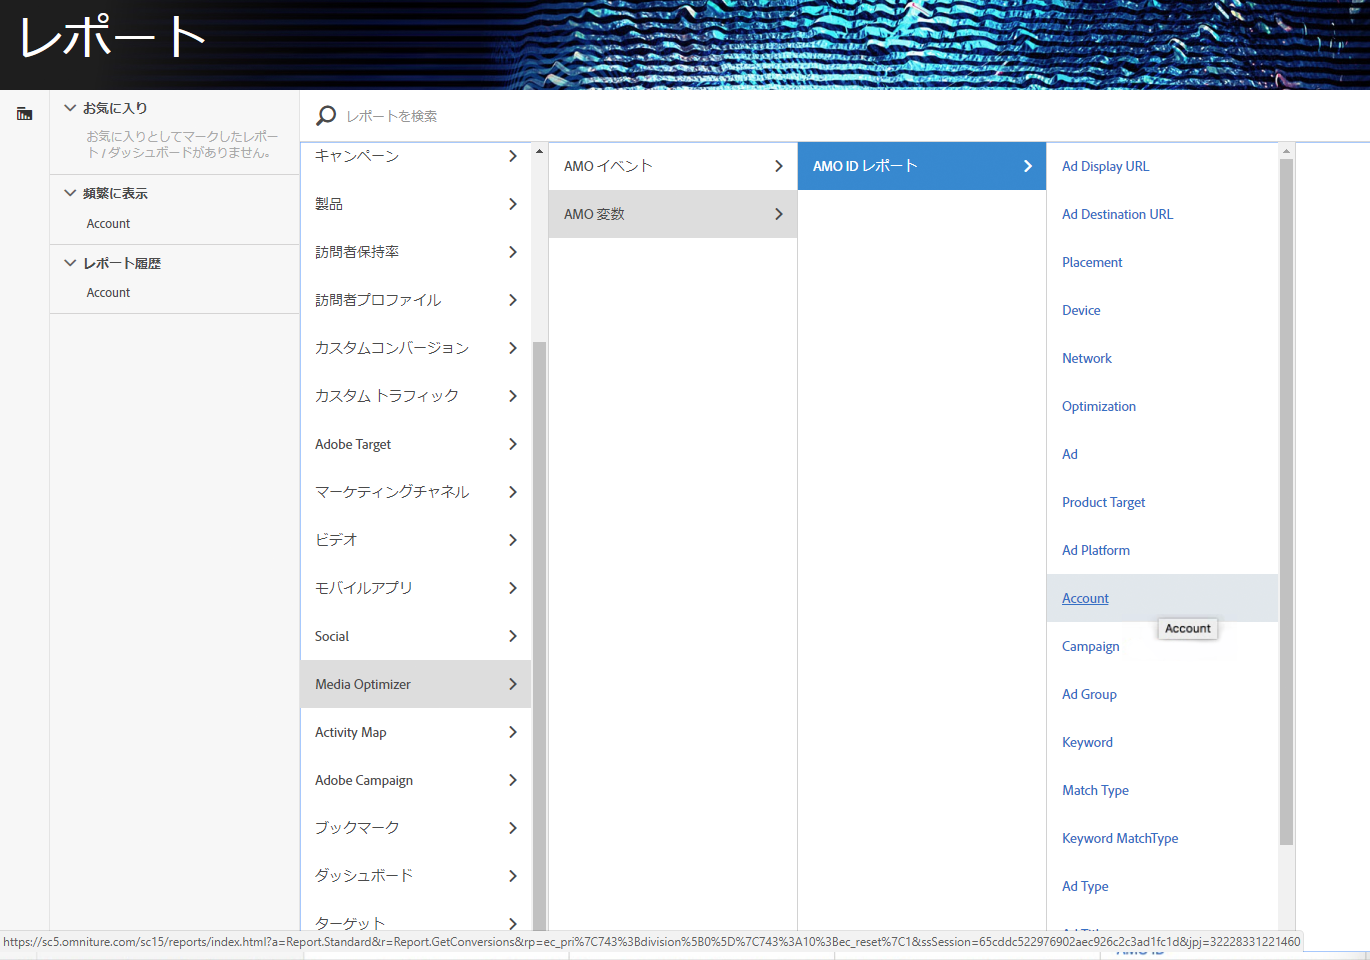 レポート
お気に入り
お気に入りとしてマークしたレポー
ト / ダッシュボードがありません。
頻繁に表示
Account
レポート履歴
Account
レポートを検索
キャンペーン
製品
訪問者保持率
訪問者プロファイル
カスタムコンバージョン
カスタム トラフィック
Adobe Target
マーケティングチャネル
ビデオ
モバイルアプリ
Social
Media Optimizer
Activity Map
Adobe Campaign
ブックマーク
ダッシュボード
ターゲット
AMO イベント
AMO 変数
AMO ID レポート
Ad Display URL
Ad Destination URL
Placement
Device
Network
Optimization
Ad
Product Target
Ad Platform
Account
Account
Campaign
Ad Group
Keyword
Match Type
Keyword MatchType
Ad Type
https://sc5.omniture.com/sc15/reports/index.html?a=Report.Standard&r=Report.GetConversions&rp=ec_pri%7C743%3Bdivision%5B0%5D%7C743%3A10%3Bec_reset%7C1&ssSession=65cddc522976902aec926c2c3ad1fc1d&jpj=32228331221460